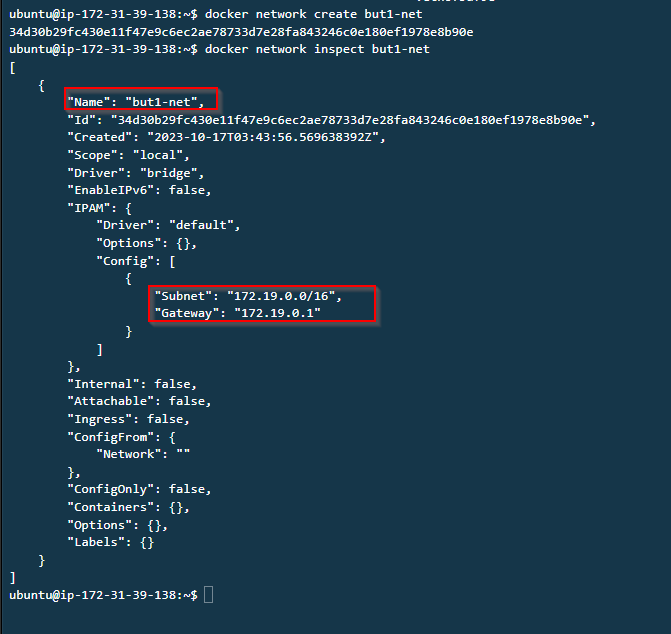 ubuntu@ip-172-31-39-138:~$ docker network create but1-net
34d30b29fc430e11f47e9c6ec2ae78733d7e28fa843246c0e180ef1978e8b90e
ubuntu@ip-172-31-39-138:~$ docker network inspect but1-net
[
    {
        "Name": "but1-net",
        "Id": "34d30b29fc430e11f47e9c6ec2ae78733d7e28fa843246c0e180ef1978e8b90e",
        "Created": "2023-10-17T03:43:56.569638392Z",
        "Scope": "local",
        "Driver": "bridge",
        "EnableIPv6": false,
        "IPAM": {
            "Driver": "default",
            "Options": {},
            "Config": [
                {
                    "Subnet": "172.19.0.0/16",
                    "Gateway": "172.19.0.1"
                }
            ]
        },
        "Internal": false,
        "Attachable": false,
        "Ingress": false,
        "ConfigFrom": {
            "Network": ""
        },
        "ConfigOnly": false,
        "Containers": {},
        "Options": {},
        "Labels": {}
    }
]
ubuntu@ip-172-31-39-138:~$